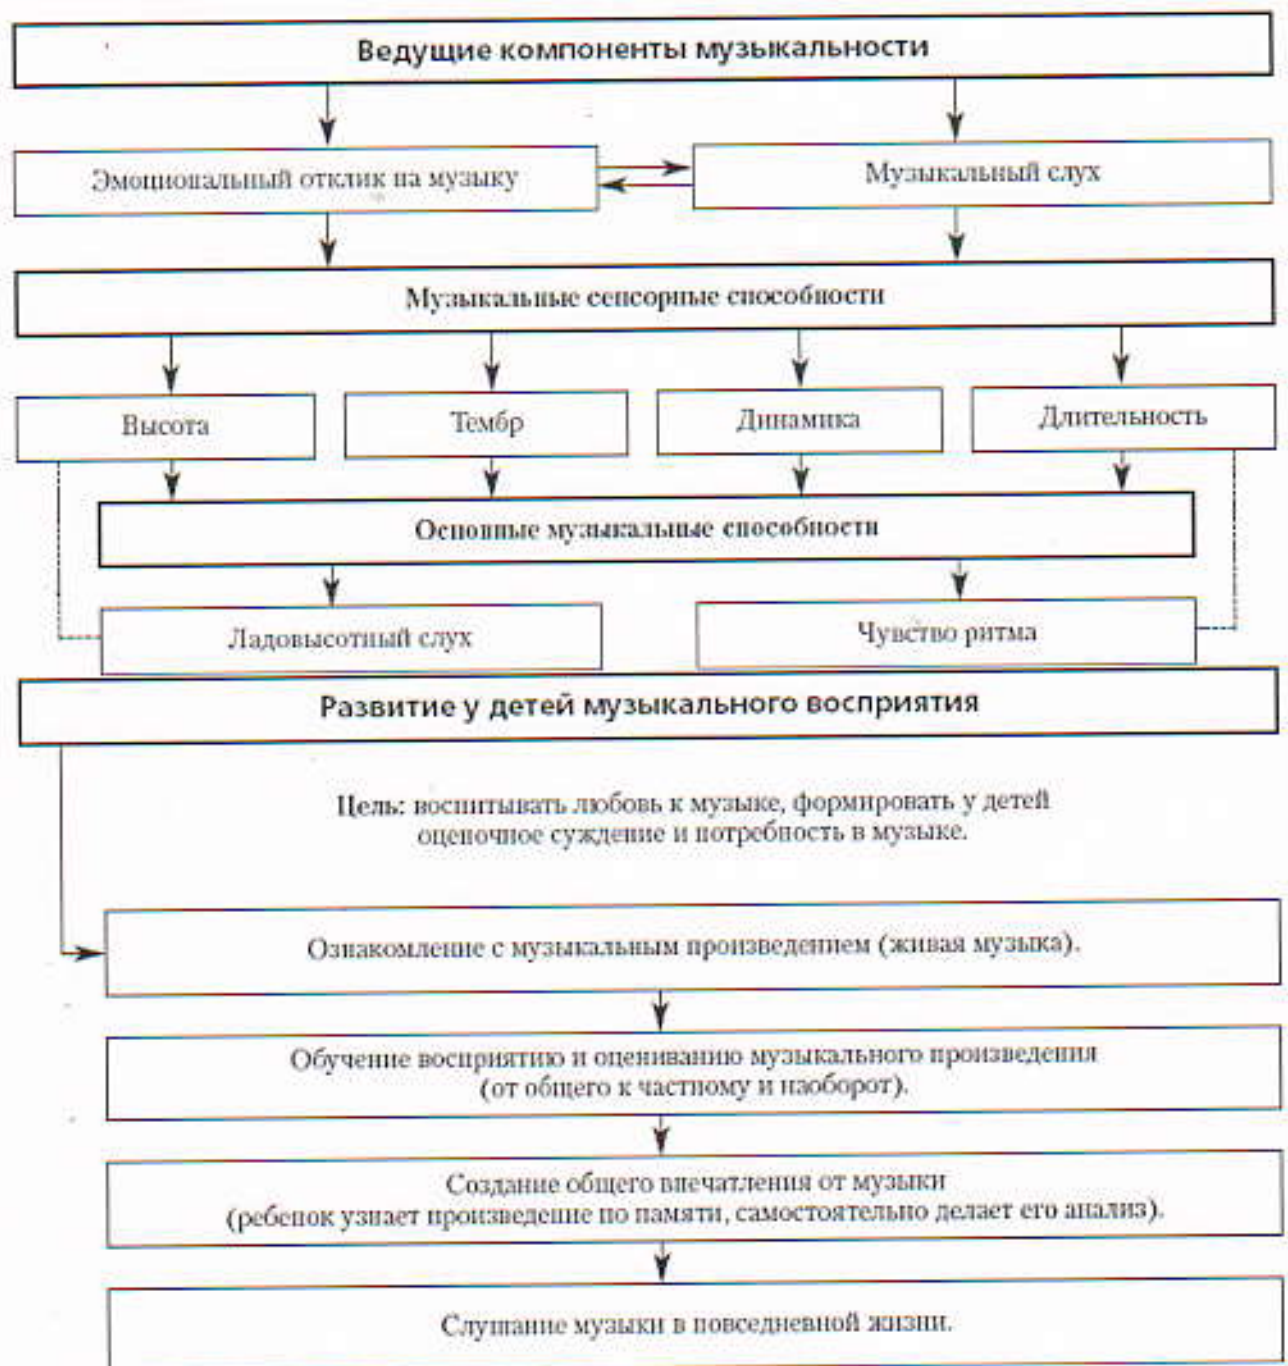 Ведущие компоненты музыкальности
Эмоциональный отклик на музыку
Музыкальный слух
Музыкальные сенсорные способности
Высота
Тембр
Динамика
Длительность
Основные музыкальные способности
Ладовысотный слух
Чувство ритма
Развитие у детей музыкального восприятия
Цель: воспитывать любовь к музыке, формировать у детей
оценочное суждение и потребность в музыке.
Ознакомление с музыкальным произведением (живая музыка).
Обучение восприятию и оцениванию музыкального произведения
(от общего к частному и наоборот).
Создание общего впечатления от музыки
(ребенок узнает произведение по памяти, самостоятельно делает его анализ).
Слушание музыки в повседневной жизни.